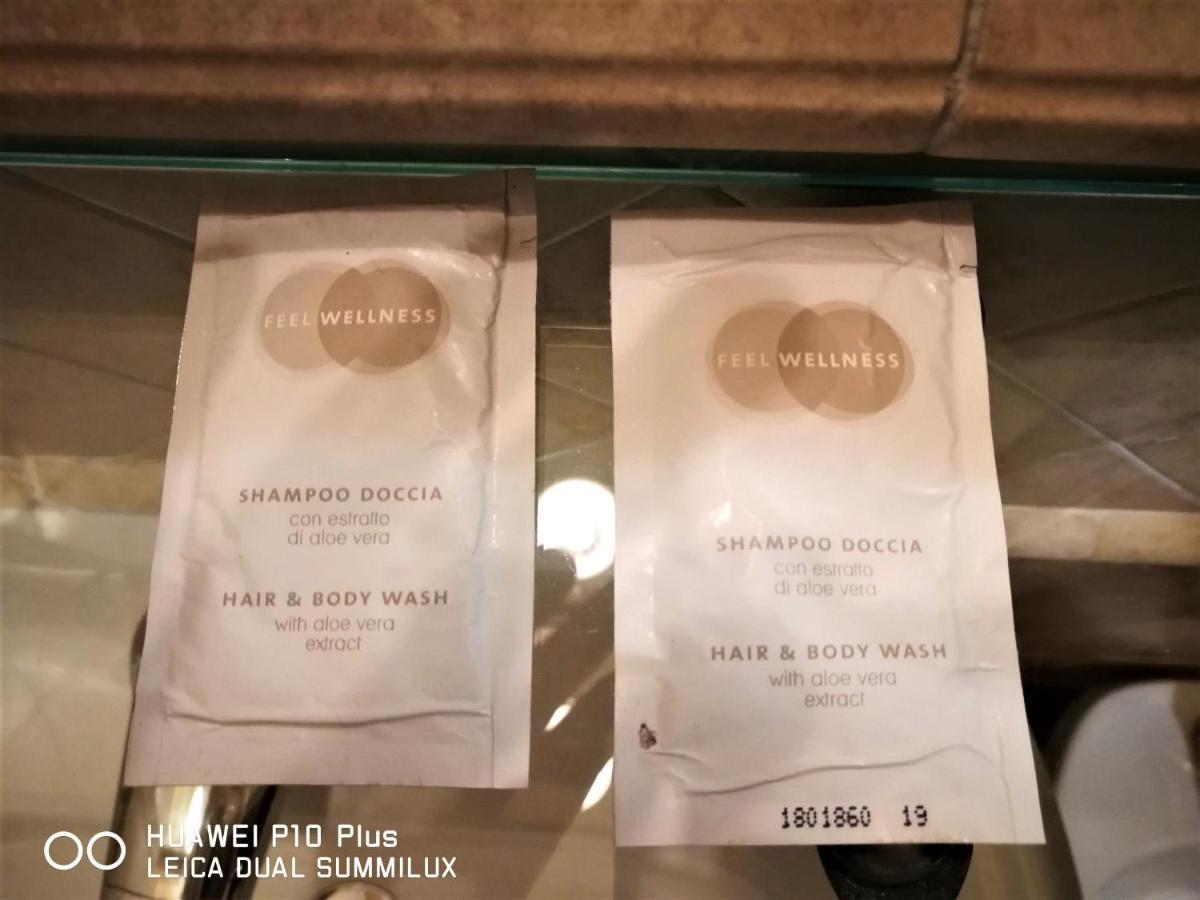 FEEL WELLNESS
SHAMPOO DOCCIA
con estratto
di aloe vera
HAIR & BODY WASH
with aloe vera
extract
FEEL WELLNESS
SHAMPOO DOCCIA
con estratto
di aloe vera
HAIR & BODY WASH
with aloe vera
extract
1801860 19
HUAWEI P10 Plus
LEICA DUAL SUMMILUX